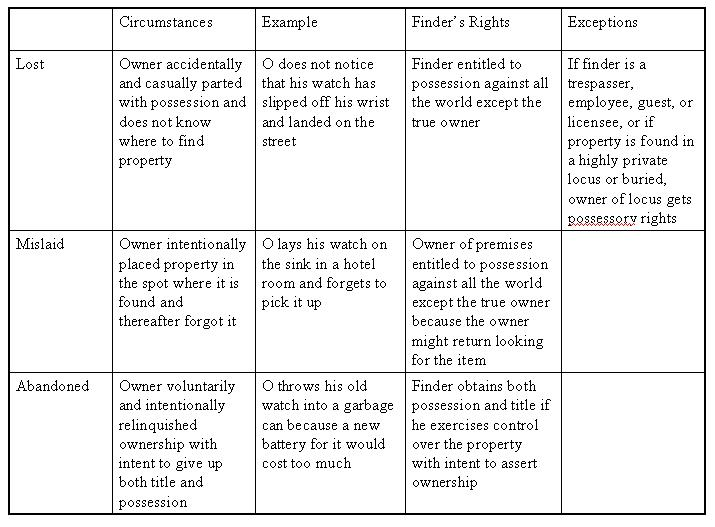 Circumstances
Example
Finder's Rights
Exceptions
Lost
Owner accidentally
and casually parted
with possession and
does not know
where to find
property
O does not notice
that his watch has
slipped off his wrist
and landed on the
street
Finder entitled to
possession against all
the world except the
true owner
If finder is a
trespasser,
employee, guest, or
licensee, or if
property is found in
a highly private
locus or buried,
owner of locus gets
possessory rights
Mislaid
Owner intentionally
placed property in
the spot where it is
found and
thereafter forgot it
O lays his watch on
the sink in a hotel
room and forgets to
pick it up
Owner of premises
entitled to possession
against all the world
except the true owner
because the owner
might return looking
for the item
Abandoned
Owner voluntarily
and intentionally
relinquished
ownership with
intent to give up
both title and
possession
O throws his old
watch into a garbage
can because a new
battery for it would
cost too much
Finder obtains both
possession and title if
he exercises control
over the property
with intent to assert
ownership